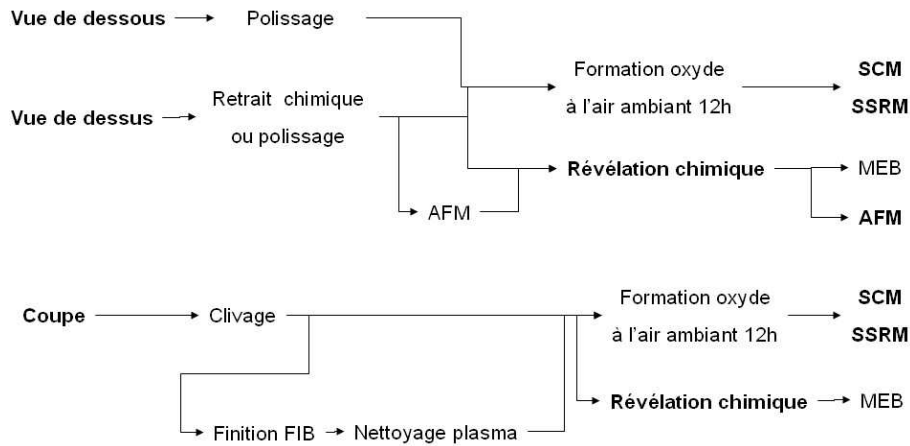 Vue de dessous Polissage
Formation oxyde SCM
à l'air ambiant 12h SSRM
Vue de dessus Retrait chimique
ou polissage
Révélation chimique MEB
AFM AFM
Coupe Clivage
Formation oxyde SCM
à l'air ambiant 12h SSRM
Révélation chimique MEB
Finition FIB Nettoyage plasma